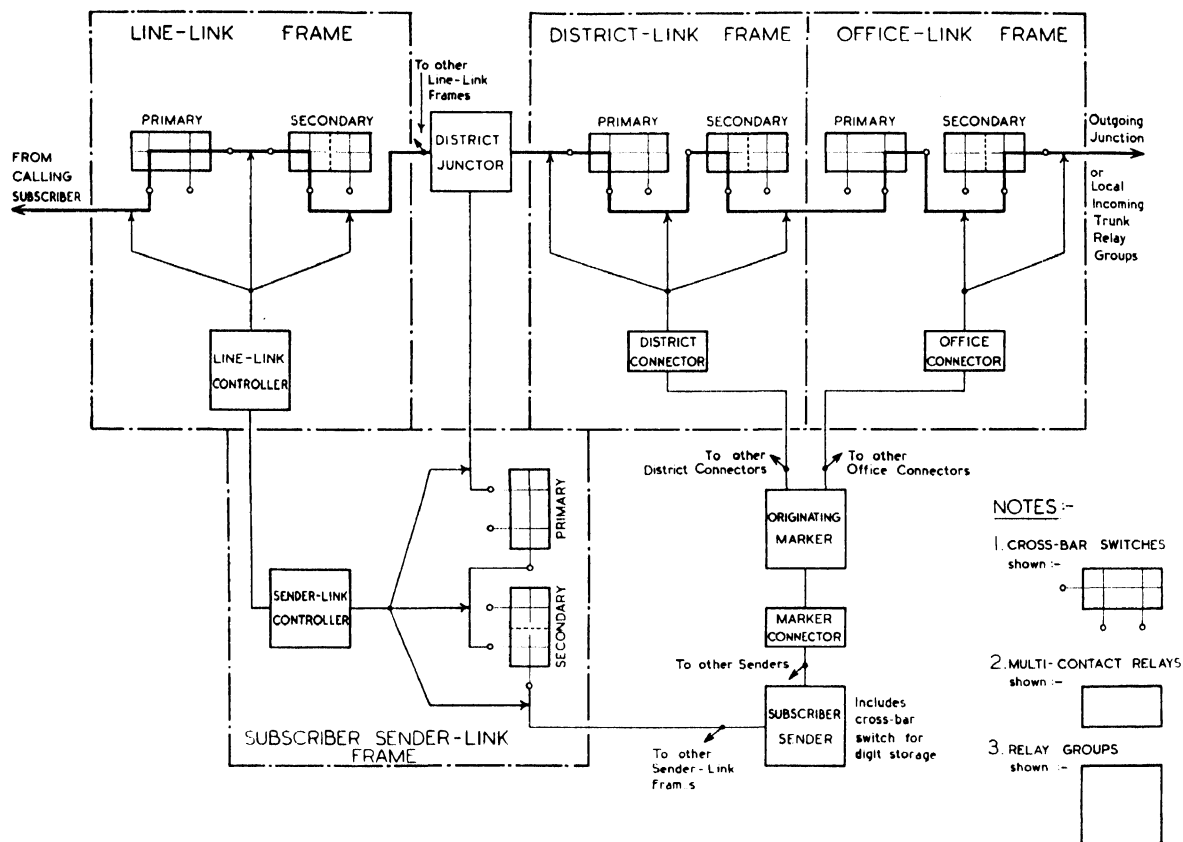 LINE-LINK FRAME
DISTRICT-LINK FRAME
OFFICE-LINK FRAME
To other
Line-Link
Frames
PRIMARY
SECONDARY
DISTRICT
JUNCTOR
PRIMARY
SECONDARY
PRIMARY
SECONDARY
FROM
CALLING
SUBSCRIBER
Outgoing
Junction
or
Local
Incoming
Trunk
Relay
Groups
LINE-LINK
CONTROLLER
DISTRICT
CONNECTOR
OFFICE
CONNECTOR
To other
District Connectors
To other
Office Connectors
PRIMARY
SECONDARY
SENDER-LINK
CONTROLLER
ORIGINATING
MARKER
MARKER
CONNECTOR
To other Senders
SUBSCRIBER
SENDER
Includes
cross-bar
switch for
digit storage
SUBSCRIBER SENDER-LINK
FRAME
To other
Sender-Link
Fram s
NOTES :-
1. CROSS-BAR SWITCHES
shown :-
2. MULTI-CONTACT RELAYS
shown :-
3. RELAY GROUPS
shown :-